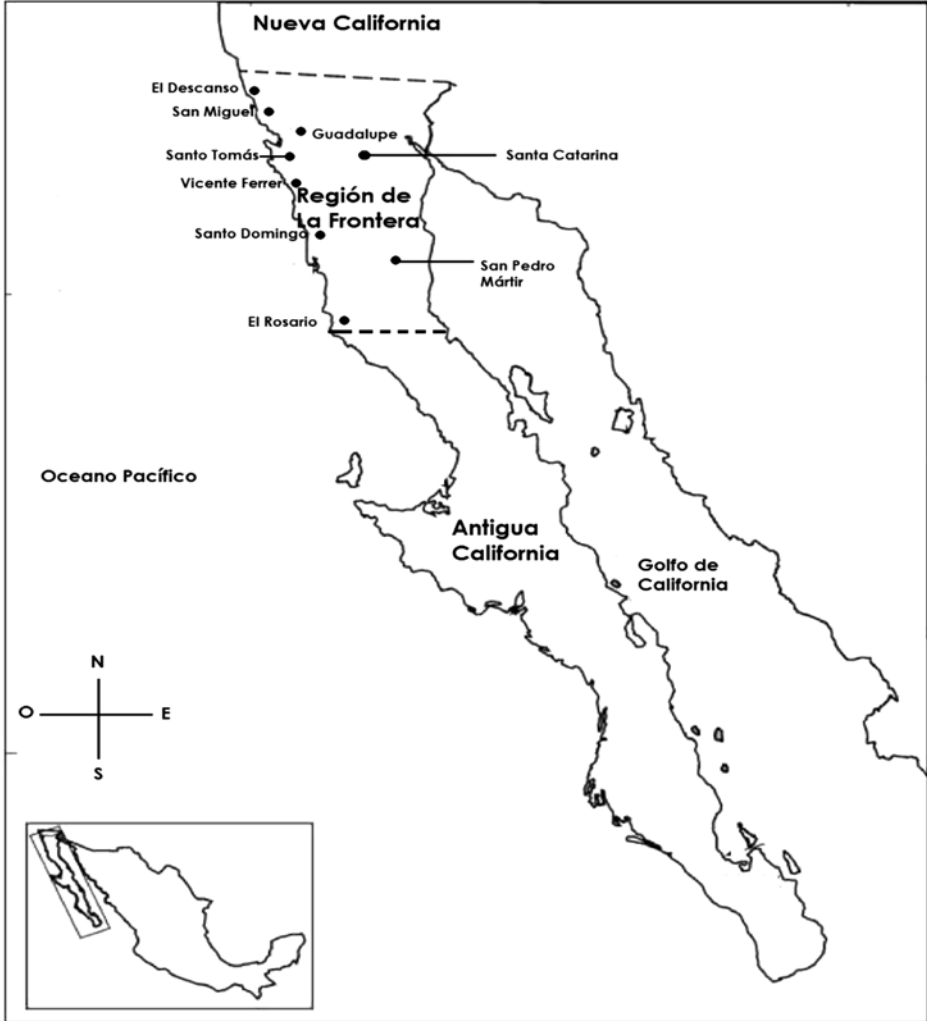 Nueva California
El Descanso
San Miguel
Guadalupe
Santo Tomás
Santa Catarina
Vicente Ferrer
Región de
La Frontera
Santo Domingo
San Pedro
Mártir
El Rosario
Oceano Pacífico
Antigua
California
Golfo de
California
N
O
E
S